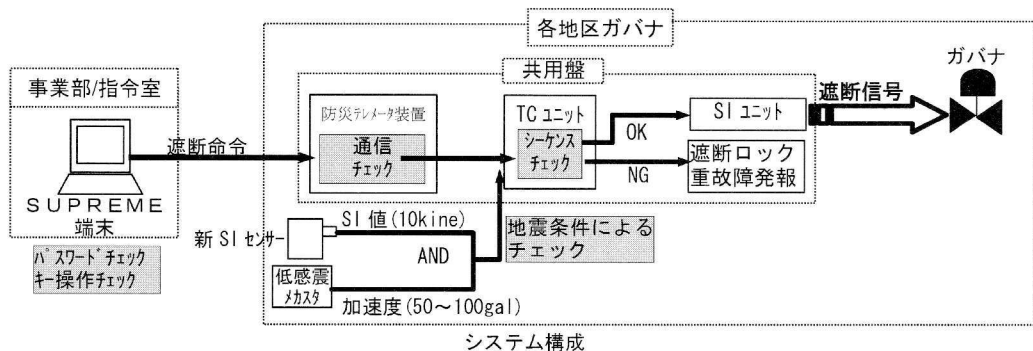 各地区ガバナ
事業部/指令室
共用盤
ガバナ
防災テレメータ装置
TCユニット
SIユニット
遮断信号
通信
チェック
シーケンス
チェック
OK
遮断命令
NG
遮断ロック
重故障発報
SUPREME
端末
SI値(10kine)
地震条件による
チェック
新SIセンサー
AND
パスワードチェック
キー操作チェック
低感震
メカスタ
加速度(50～100gal)
システム構成